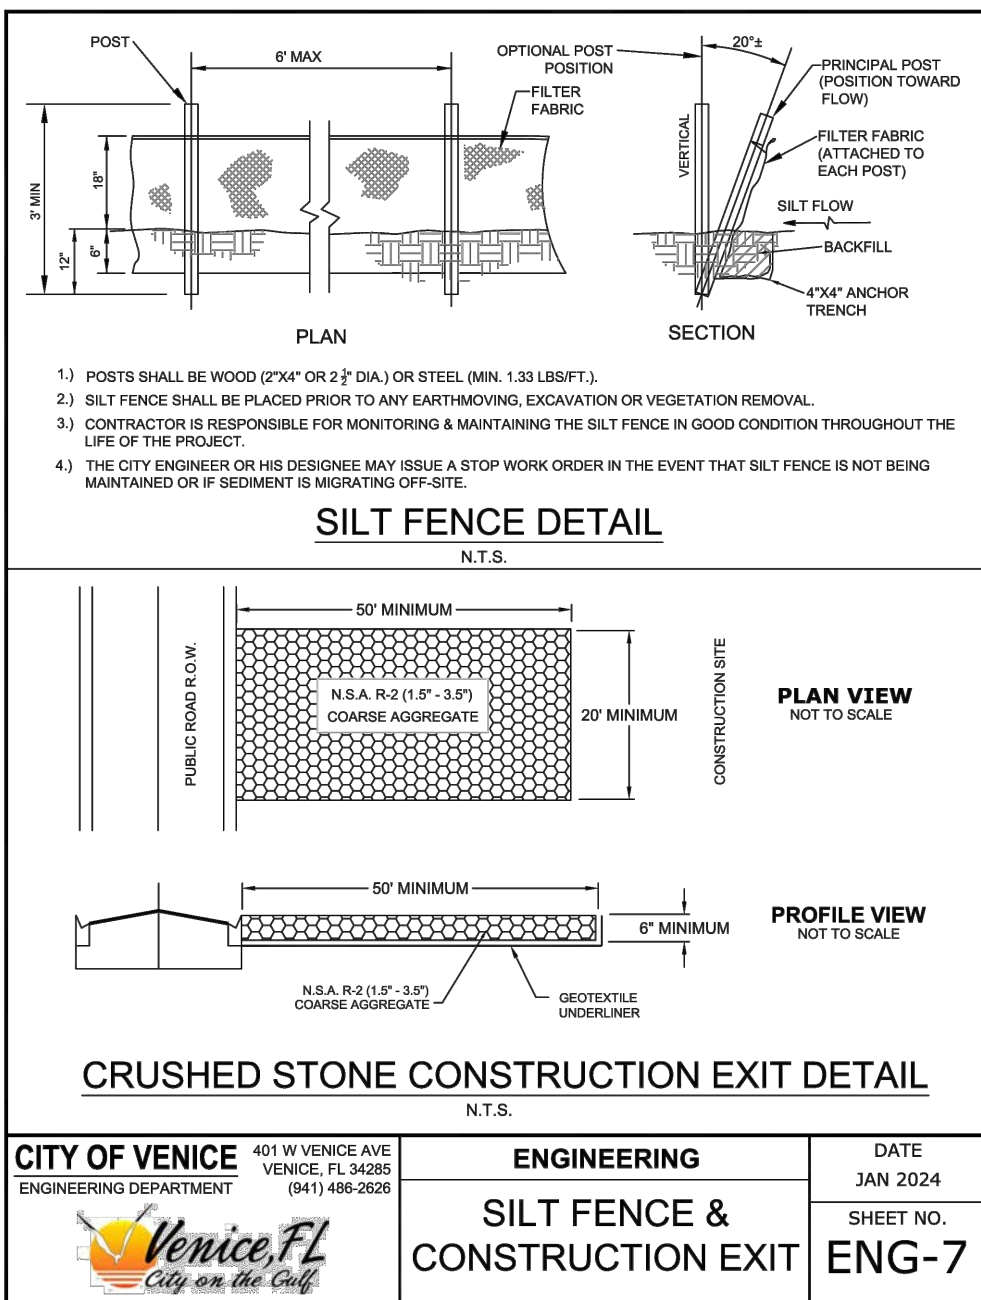 POST
6' MAX
OPTIONAL POST
POSITION
20°±
PRINCIPAL POST
(POSITION TOWARD
FLOW)
FILTER
FABRIC
VERTICAL
FILTER FABRIC
(ATTACHED TO
EACH POST)
3' MIN
18"
SILT FLOW
12"
6"
BACKFILL
4"X4" ANCHOR
TRENCH
PLAN
SECTION
1.) POSTS SHALL BE WOOD (2"X4" OR 2 1/2" DIA.) OR STEEL (MIN. 1.33 LBS/FT.).
2.) SILT FENCE SHALL BE PLACED PRIOR TO ANY EARTHMOVING, EXCAVATION OR VEGETATION REMOVAL.
3.) CONTRACTOR IS RESPONSIBLE FOR MONITORING & MAINTAINING THE SILT FENCE IN GOOD CONDITION THROUGHOUT THE
LIFE OF THE PROJECT.
4.) THE CITY ENGINEER OR HIS DESIGNEE MAY ISSUE A STOP WORK ORDER IN THE EVENT THAT SILT FENCE IS NOT BEING
MAINTAINED OR IF SEDIMENT IS MIGRATING OFF-SITE.
SILT FENCE DETAIL
N.T.S.
50' MINIMUM
PUBLIC ROAD R.O.W.
N.S.A. R-2 (1.5" - 3.5")
COARSE AGGREGATE
20' MINIMUM
CONSTRUCTION SITE
PLAN VIEW
NOT TO SCALE
50' MINIMUM
6" MINIMUM
PROFILE VIEW
NOT TO SCALE
N.S.A. R-2 (1.5" - 3.5")
COARSE AGGREGATE
GEOTEXTILE
UNDERLINER
CRUSHED STONE CONSTRUCTION EXIT DETAIL
N.T.S.
CITY OF VENICE
ENGINEERING DEPARTMENT
401 W VENICE AVE
VENICE, FL 34285
(941) 486-2626
Venice, FL
City on the Gulf
ENGINEERING
SILT FENCE &
CONSTRUCTION EXIT
DATE
JAN 2024
SHEET NO.
ENG-7